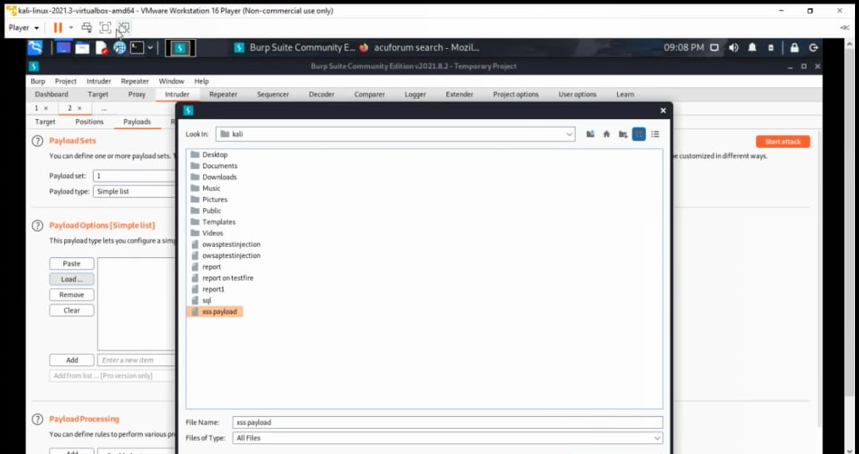 kali-linux-2021.3-virtualbox-amd64 - VMware Workstation 16 Player (Non-commercial use only)
Player
Burp Suite Community E... acuforum search - Mozil... 09:08 PM
Burp Suite Community Edition v2021.8.2 - Temporary Project
Burp Project Intruder Repeater Window Help
Dashboard Target Proxy Intruder Repeater Sequencer Decoder Comparer Logger Extender Project options User options Learn
1 × 2 × ...
Target Positions Payloads R
Look In: kali
Payload Sets Start attack
You can define one or more payload sets. T e customized in different ways.
Payload set: 1
Payload type: Simple list
Desktop
Documents
Downloads
Music
Pictures
Public
Templates
Videos
owasptestinjection
owsaptestinjection
report
report on testfire
report1
sql
xss payload
Payload Options [Simple list]
This payload type lets you configure a sim
Paste
Load ...
Remove
Clear
Add Enter a new item
Add from list ... [Pro version only]
File Name: xss payload
Files of Type: All Files
Payload Processing
You can define rules to perform various pr
Add